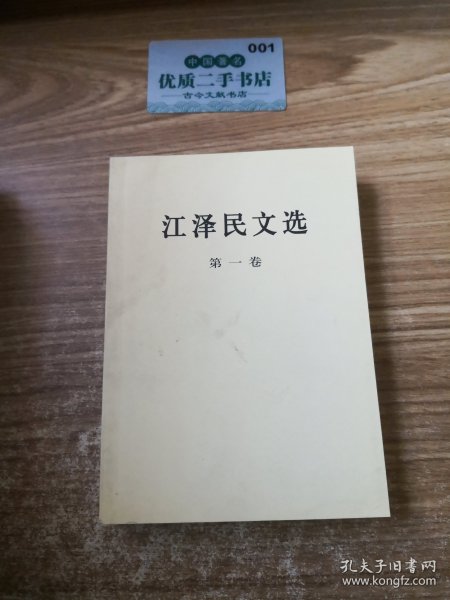 001
中国著名
优质二手书店
古今文献书店
江泽民文选
第一卷
孔夫子旧书网
www.kongfz.com